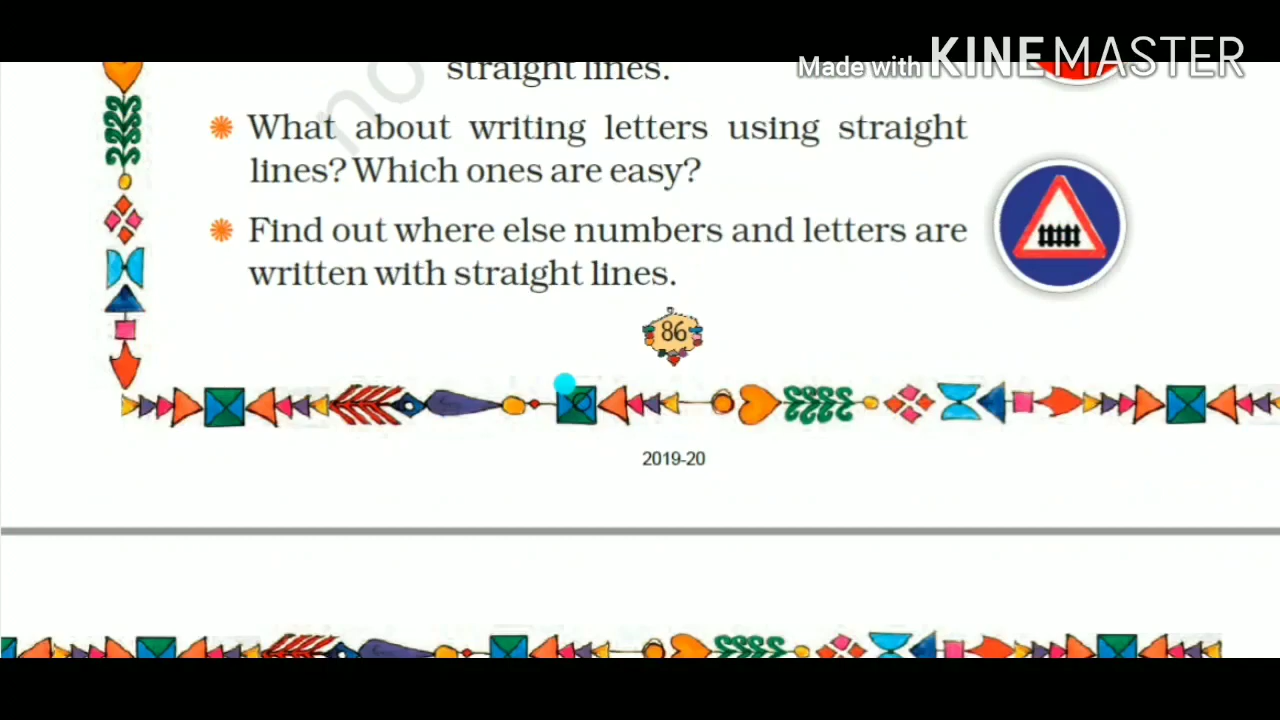 Made with KINEMASTER
straight lines.
no
What about writing letters using straight
lines? Which ones are easy?
Find out where else numbers and letters are
written with straight lines.
86
2019-20